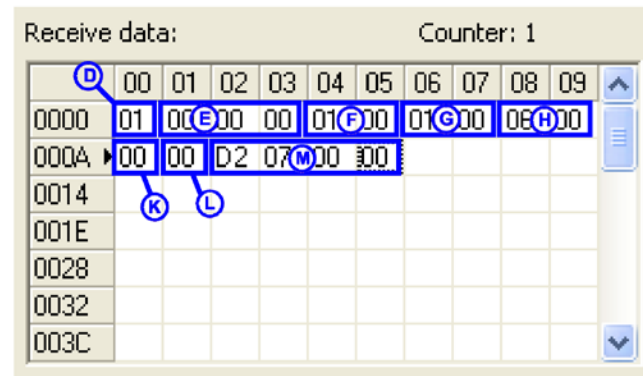 Receive data: Counter: 1
D
00 01 02 03 04 05 06 07 08 09
0000 01 00 E 00 00 01 F 00 01 G 00 06 H 00
000A 00 00 D2 07 M 00 00
0014 K L
001E
0028
0032
003C